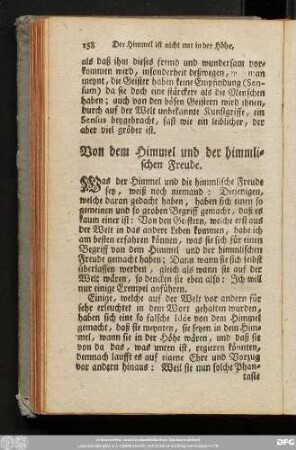 158 Der Himmel ist nicht nur in der Höhe,
als daß ihm dieses fremd und wundersam vor-
kommen wird, insonderheit deßwegen, man
meynt, die Geister haben keine Empfindung (Sen-
sum) da sie doch eine stärckere als die Menschen
haben; auch von den bösen Geistern wird ihnen,
durch auf der Welt unbekannte Kunstgriffe, ein
Sensus beygebracht, fast wie ein leiblicher, der
aber viel gröber ist.
Von dem Himmel und der himmli-
schen Freude.
Was der Himmel und die himmlische Freude
sey, weiß noch niemand: Diejenigen,
welche daran gedacht haben, haben sich einen so
gemeinen und so groben Begriff gemacht, daß es
kaum einer ist: Von den Geistern, welche erst aus
der Welt in das andere Leben kommen, habe ich
am besten erfahren können, was sie sich für einen
Begriff von dem Himmel und der himmlischen
Freude gemacht haben; Dann wann sie sich selbst
überlassen werden, gleich als wann sie auf der
Welt wären, so dencken sie eben also: Ich will
nur einige Exempel anführen.
Einige, welche auf der Welt vor andern für
sehr erleuchtet in dem Wort gehalten wurden,
haben sich eine so falsche Idée von dem Himmel
gemacht, daß sie meynten, sie seyen in dem Him-
mel, wann sie in der Höhe wären, und daß sie
von da das, was unten ist, regieren könnten,
demnach laufft es auf eigene Ehre und Vorzug
vor andern hinaus: Weil sie nun solche Phan-
tasie